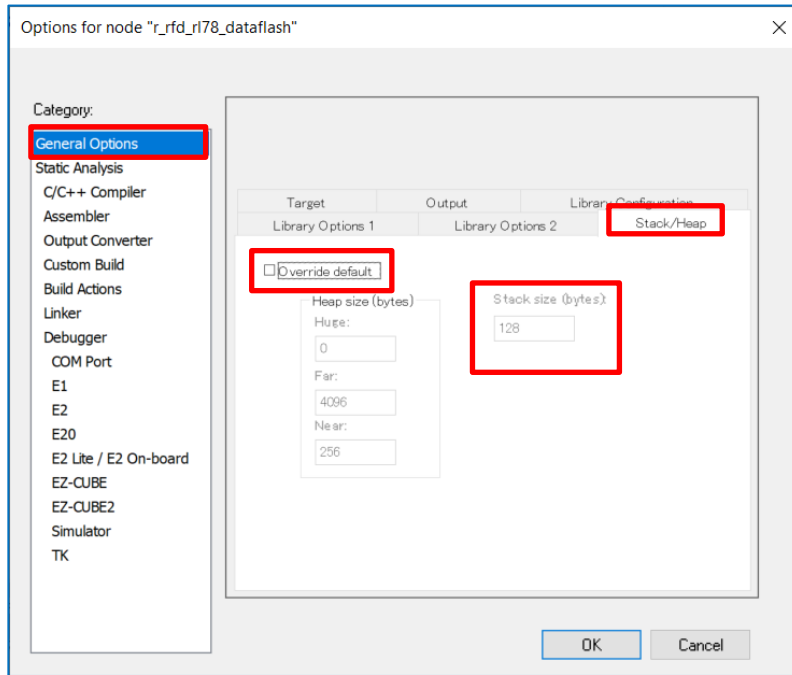 Options for node "r_rfd_rl78_dataflash"
Category:
General Options
Static Analysis
C/C++ Compiler
Assembler
Output Converter
Custom Build
Build Actions
Linker
Debugger
COM Port
E1
E2
E20
E2 Lite / E2 On-board
EZ-CUBE
EZ-CUBE2
Simulator
TK
Target Output Library Configuration
Library Options 1 Library Options 2 Stack/Heap
Override default
Heap size (bytes)
Huge:
0
Far:
4096
Near:
256
Stack size (bytes):
128
OK Cancel